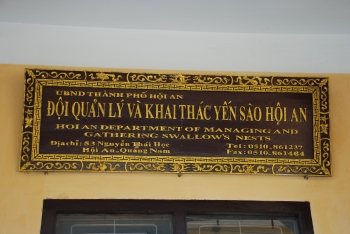 UBND THÀNH PHỐ HỘI AN
ĐỘI QUẢN LÝ VÀ KHAI THÁC YẾN SÀO HỘI AN
HOI AN DEPARTMENT OF MANAGING AND
GATHERING SWALLOW'S NESTS
Địa chỉ: 53 Nguyễn Thái Học Tel: 0510.861237
Hội An-Quảng Nam Fax: 0510.861484